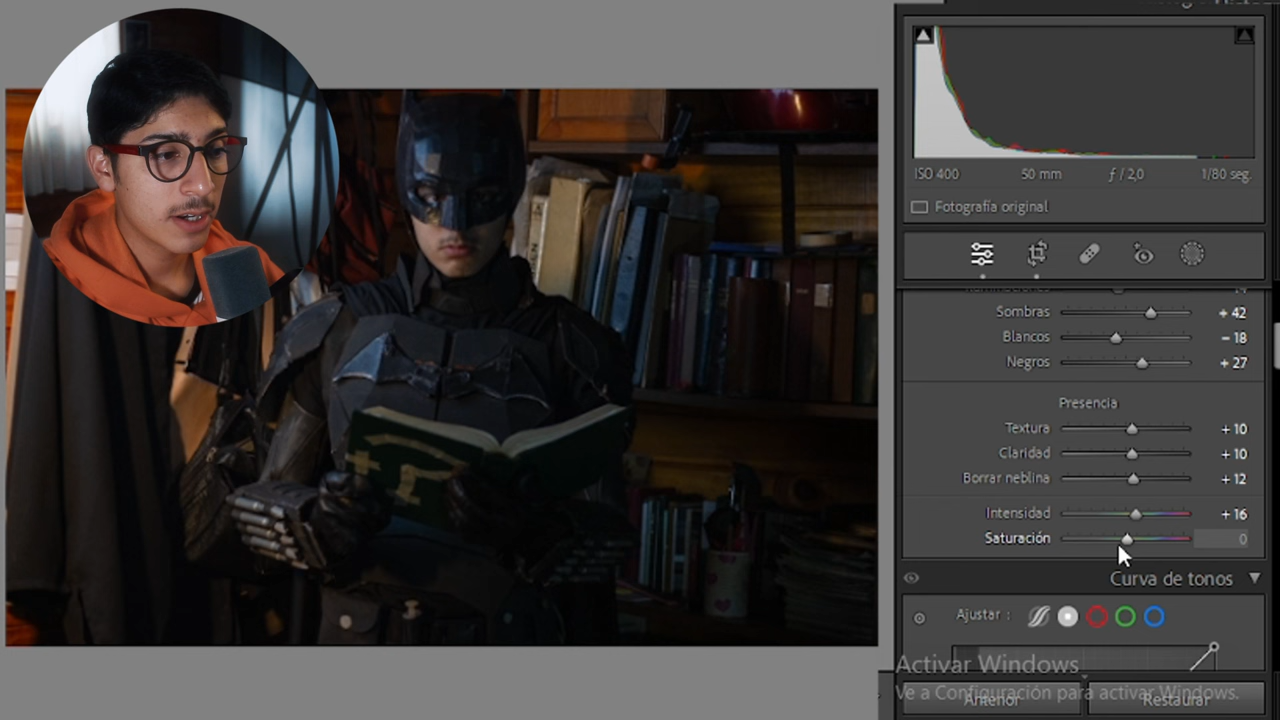 ISO 400 50 mm ƒ / 2,0 1/80 seg.
Fotografía original
Sombras + 42
Blancos − 18
Negros + 27
Presencia
Textura + 10
Claridad + 10
Borrar neblina + 12
Intensidad + 16
Saturación 0
Curva de tonos
Ajustar :
Activar Windows
Ve a Configuración para activar Windows.
Anterior Restaurar